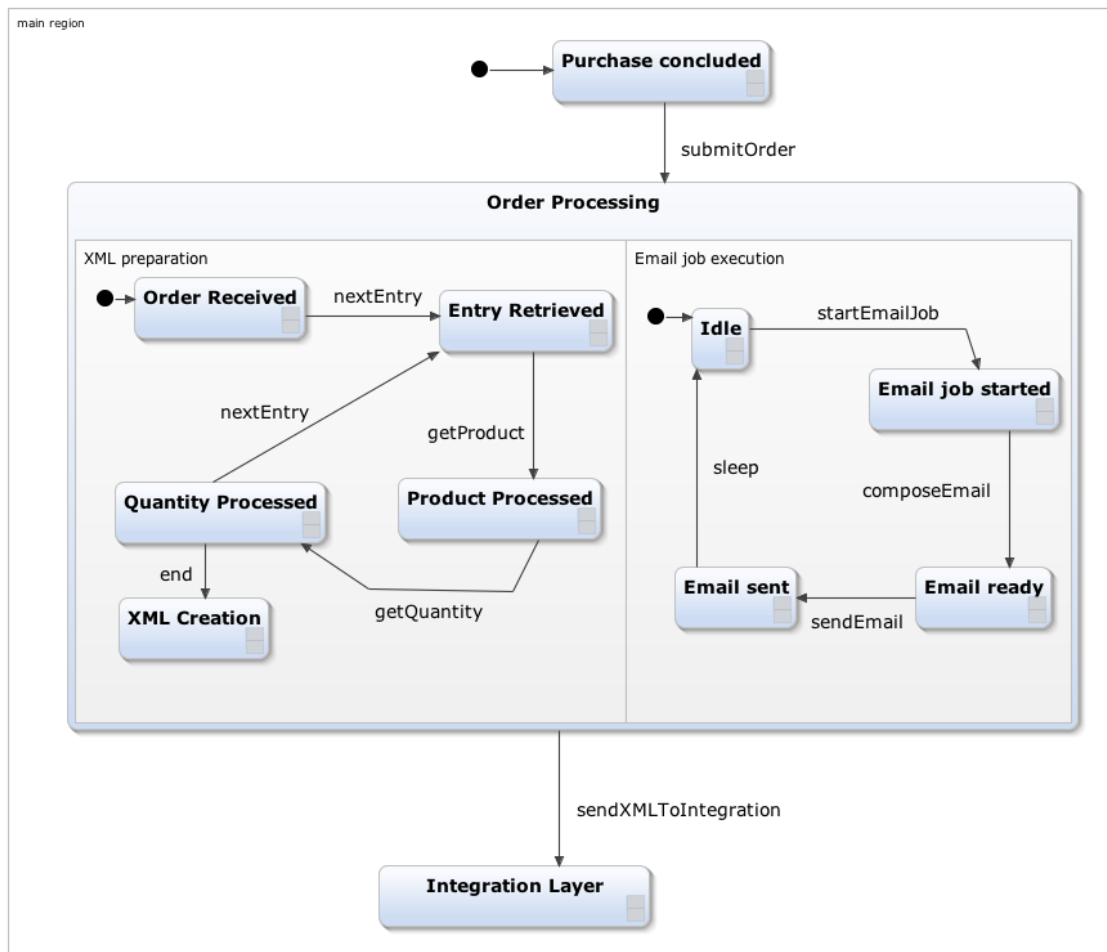 main region
Purchase concluded
submitOrder
Order Processing
XML preparation
Email job execution
Order Received
nextEntry
Entry Retrieved
Idle
startEmailJob
Email job started
nextEntry
getProduct
sleep
composeEmail
Quantity Processed
Product Processed
end
getQuantity
XML Creation
Email sent
sendEmail
Email ready
sendXMLToIntegration
Integration Layer